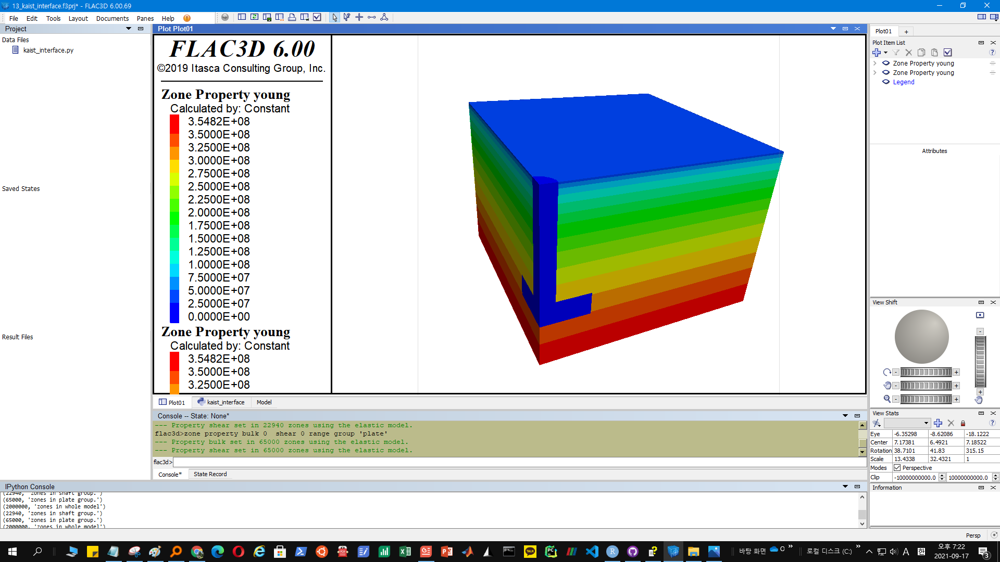 13_kaist_interface.f3prj* - FLAC3D 6.00.69
File Edit Tools Layout Documents Panes Help
Project
Data Files
kaist_interface.py
Saved States
Result Files
Plot Plot01
FLAC3D 6.00
©2019 Itasca Consulting Group, Inc.
Zone Property young
Calculated by: Constant
3.5482E+08
3.5000E+08
3.2500E+08
3.0000E+08
2.7500E+08
2.5000E+08
2.2500E+08
2.0000E+08
1.7500E+08
1.5000E+08
1.2500E+08
1.0000E+08
7.5000E+07
5.0000E+07
2.5000E+07
0.0000E+00
Zone Property young
Calculated by: Constant
3.5482E+08
3.5000E+08
3.2500E+08
Plot01 kaist_interface Model
Console -- State: None*
--- Property shear set in 22940 zones using the elastic model.
flac3d>zone property bulk 0  shear 0 range group 'plate'
--- Property bulk set in 65000 zones using the elastic model.
--- Property shear set in 65000 zones using the elastic model.
flac3d>
Console* State Record
IPython Console
(22940, 'zones in shaft group.')
(65000, 'zones in plate group.')
(2000000, 'zones in whole model')
(22940, 'zones in shaft group.')
(65000, 'zones in plate group.')
(2000000, 'zones in whole model')
Plot01 +
Plot Item List
Zone Property young
Zone Property young
Legend
Attributes
View Shift
View Stats
Eye -6.35298 -8.62086 -18.1222
Center 7.17381 6.4921 7.18522
Rotation 38.7101 41.83 315.15
Scale 13.4338 32.4321 1
Modes Perspective
Clip -10000000000.0 10000000000.0
Information
Persp
바탕 화면 O » 로컬 디스크 (C:) » A 한 오후 7:22
2021-09-17 3